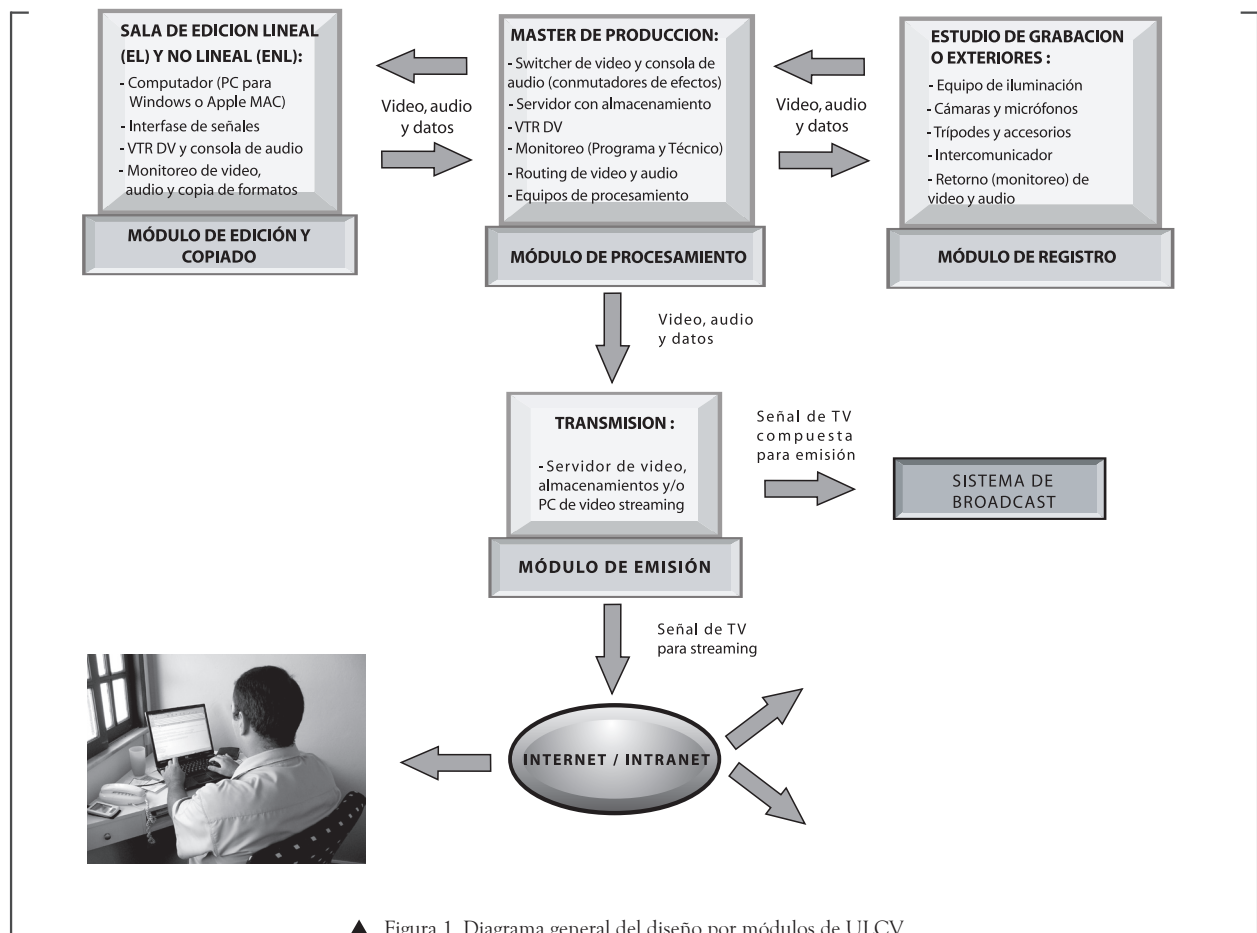 SALA DE EDICION LINEAL
(EL) Y NO LINEAL (ENL):
- Computador (PC para
Windows o Apple MAC)
- Interfase de señales
- VTR DV y consola de audio
- Monitoreo de video,
audio y copia de formatos
MÓDULO DE EDICIÓN Y
COPIADO
Video, audio
y datos
MASTER DE PRODUCCION:
- Switcher de video y consola de
audio (conmutadores de efectos)
- Servidor con almacenamiento
- VTR DV
- Monitoreo (Programa y Técnico)
- Routing de video y audio
- Equipos de procesamiento
MÓDULO DE PROCESAMIENTO
Video, audio
y datos
ESTUDIO DE GRABACION
O EXTERIORES :
- Equipo de iluminación
- Cámaras y micrófonos
- Trípodes y accesorios
- Intercomunicador
- Retorno (monitoreo) de
video y audio
MÓDULO DE REGISTRO
Video, audio
y datos
TRANSMISION :
- Servidor de video,
almacenamientos y/o
PC de video streaming
MÓDULO DE EMISIÓN
Señal de TV
compuesta
para emisión
SISTEMA DE
BROADCAST
Señal de TV
para streaming
INTERNET / INTRANET
▲ Figura 1. Diagrama general del diseño por módulos de ULCV